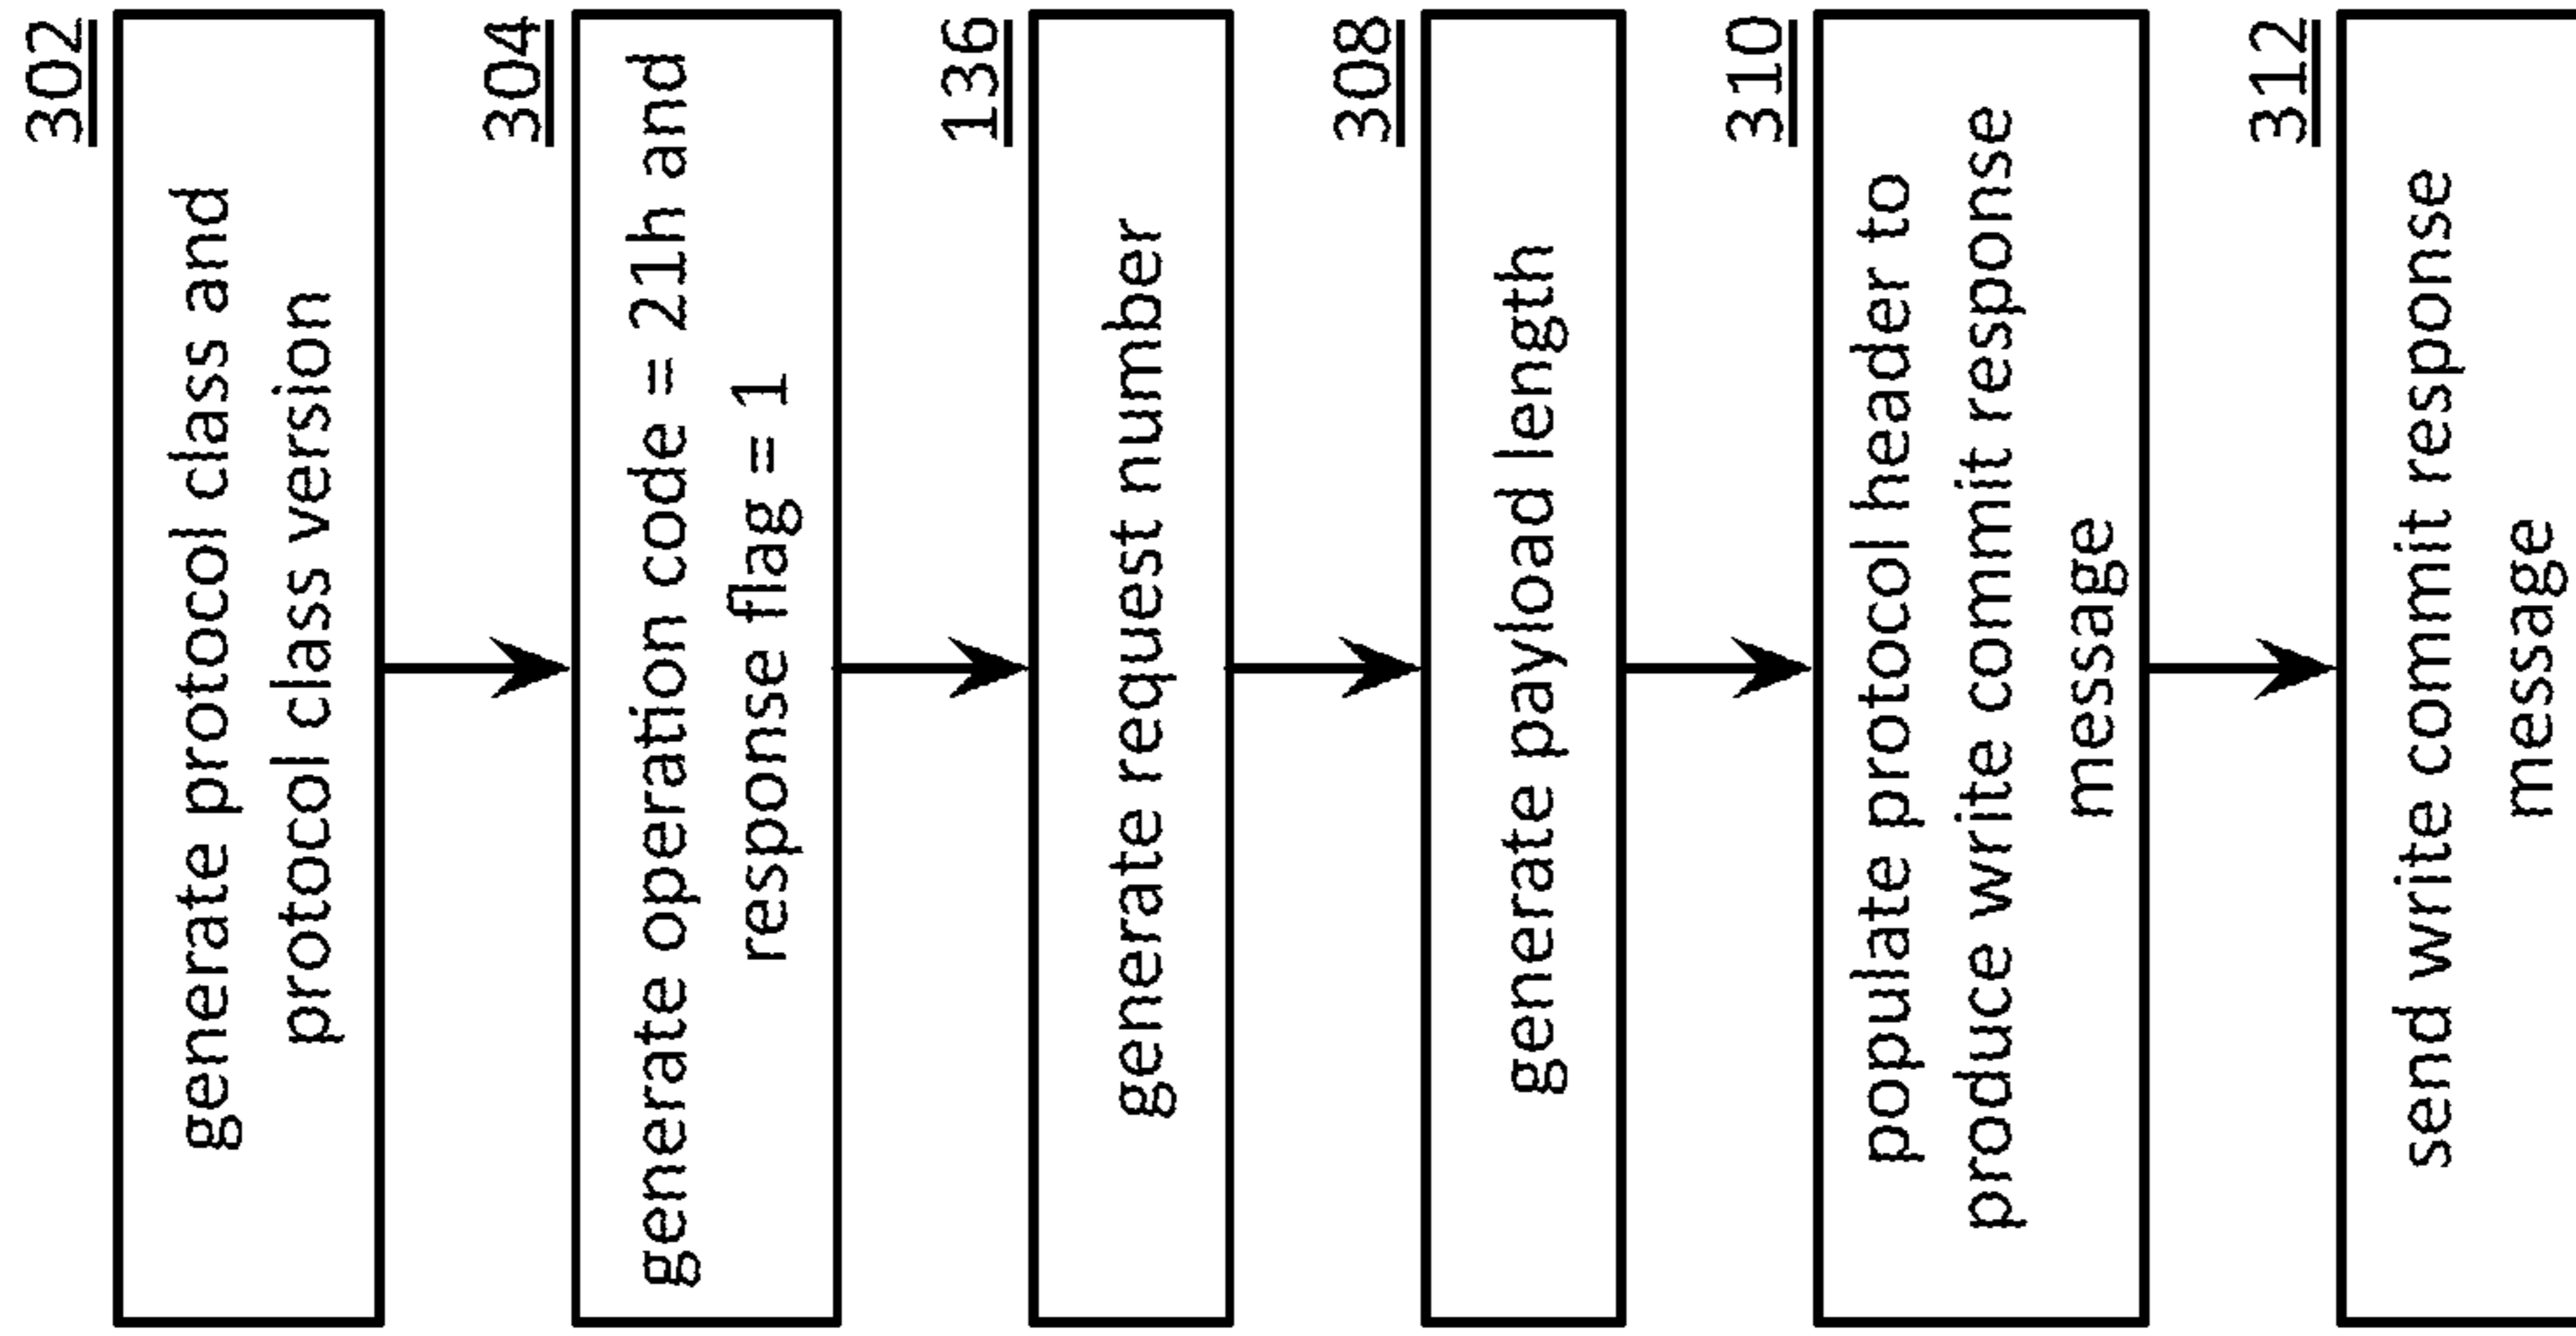 302
generate protocol class and
protocol class version
304
generate operation code = 21h and
response flag = 1
136
generate request number
308
generate payload length
310
populate protocol header to
produce write commit response
message
312
send write commit response
message